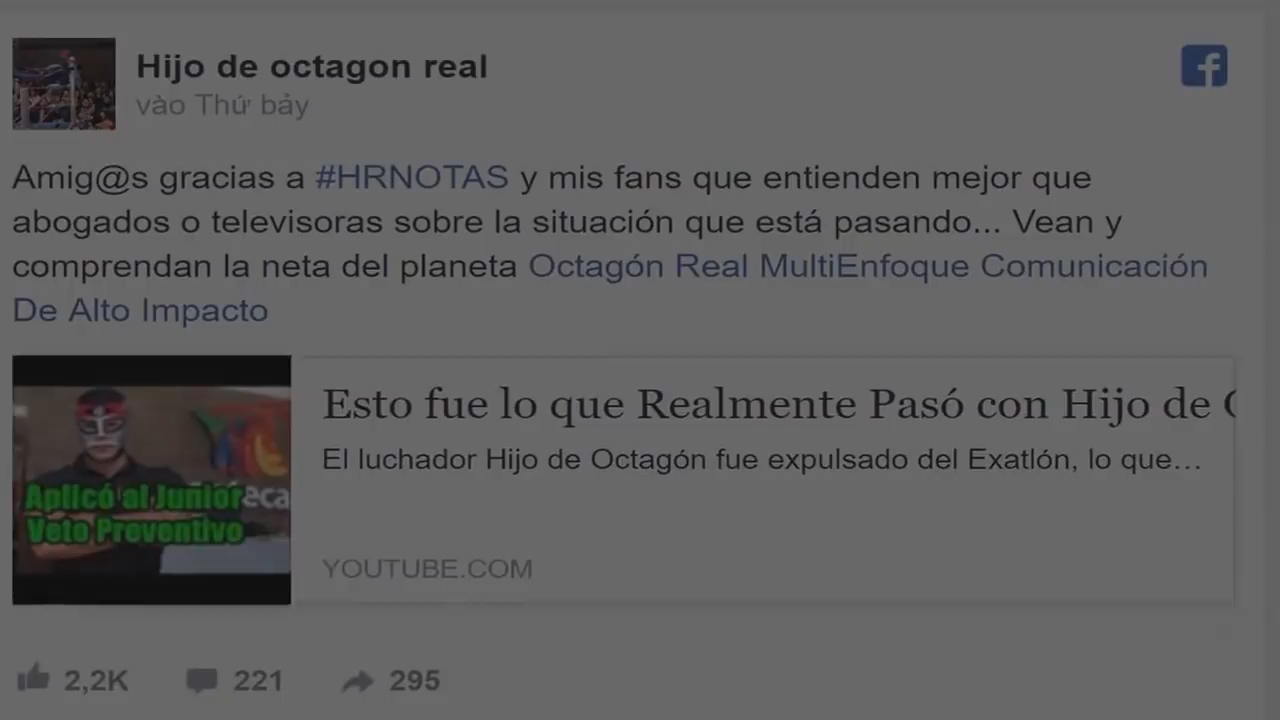 Hijo de octagon real
vào Thứ bảy
Amig@s gracias a #HRNOTAS y mis fans que entienden mejor que
abogados o televisoras sobre la situación que está pasando... Vean y
comprendan la neta del planeta Octagón Real MultiEnfoque Comunicación
De Alto Impacto
Esto fue lo que Realmente Pasó con Hijo de
El luchador Hijo de Octagón fue expulsado del Exatlón, lo que...
Aplicó al Junior
Veto Preventivo
YOUTUBE.COM
2,2K 221 295